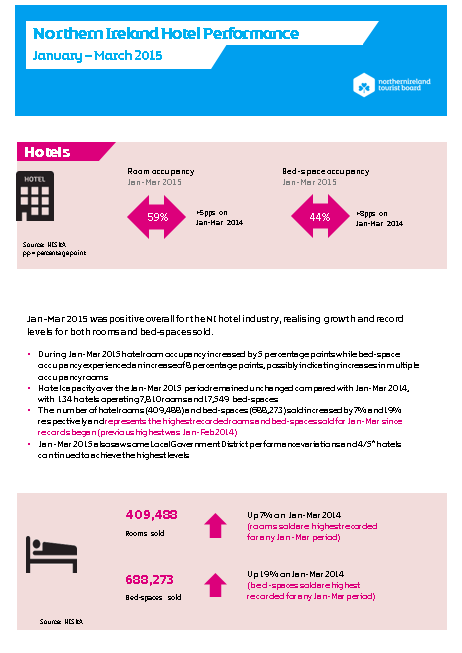 Northern Ireland Hotel Performance
January – March 2015
northernireland
tourist board
Hotels
HOTEL
Room occupancy
Jan-Mar 2015
59%
+5pps on
Jan-Mar 2014
Bed-space occupancy
Jan-Mar 2015
44%
+8pps on
Jan-Mar 2014
Source: NISRA
pp = percentage point
Jan-Mar 2015 was positive overall for the NI hotel industry, realising growth and record
levels for both rooms and bed-spaces sold.
• During Jan-Mar 2015 hotel room occupancy increased by 5 percentage points while bed-space
occupancy experienced an increase of 8 percentage points, possibly indicating increases in multiple
occupancy rooms
• Hotel capacity over the Jan-Mar 2015 period remained unchanged compared with Jan-Mar 2014,
with 134 hotels operating 7,810 rooms and 17,549 bed-spaces
• The number of hotel rooms (409,488) and bed-spaces (688,273) sold increased by 7% and 19%
respectively and represents the highest recorded rooms and bed-spaces sold for Jan-Mar since
records began (previous highest was Jan-Feb 2014)
• Jan-Mar 2015 also saw some Local Government District performance variations and 4/5* hotels
continued to achieve the highest levels
409,488
Rooms sold
Up 7% on Jan-Mar 2014
(rooms sold are highest recorded
for any Jan-Mar period)
688,273
Bed-spaces sold
Up 19% on Jan-Mar 2014
(bed-spaces sold are highest
recorded for any Jan-Mar period)
Source: NISRA